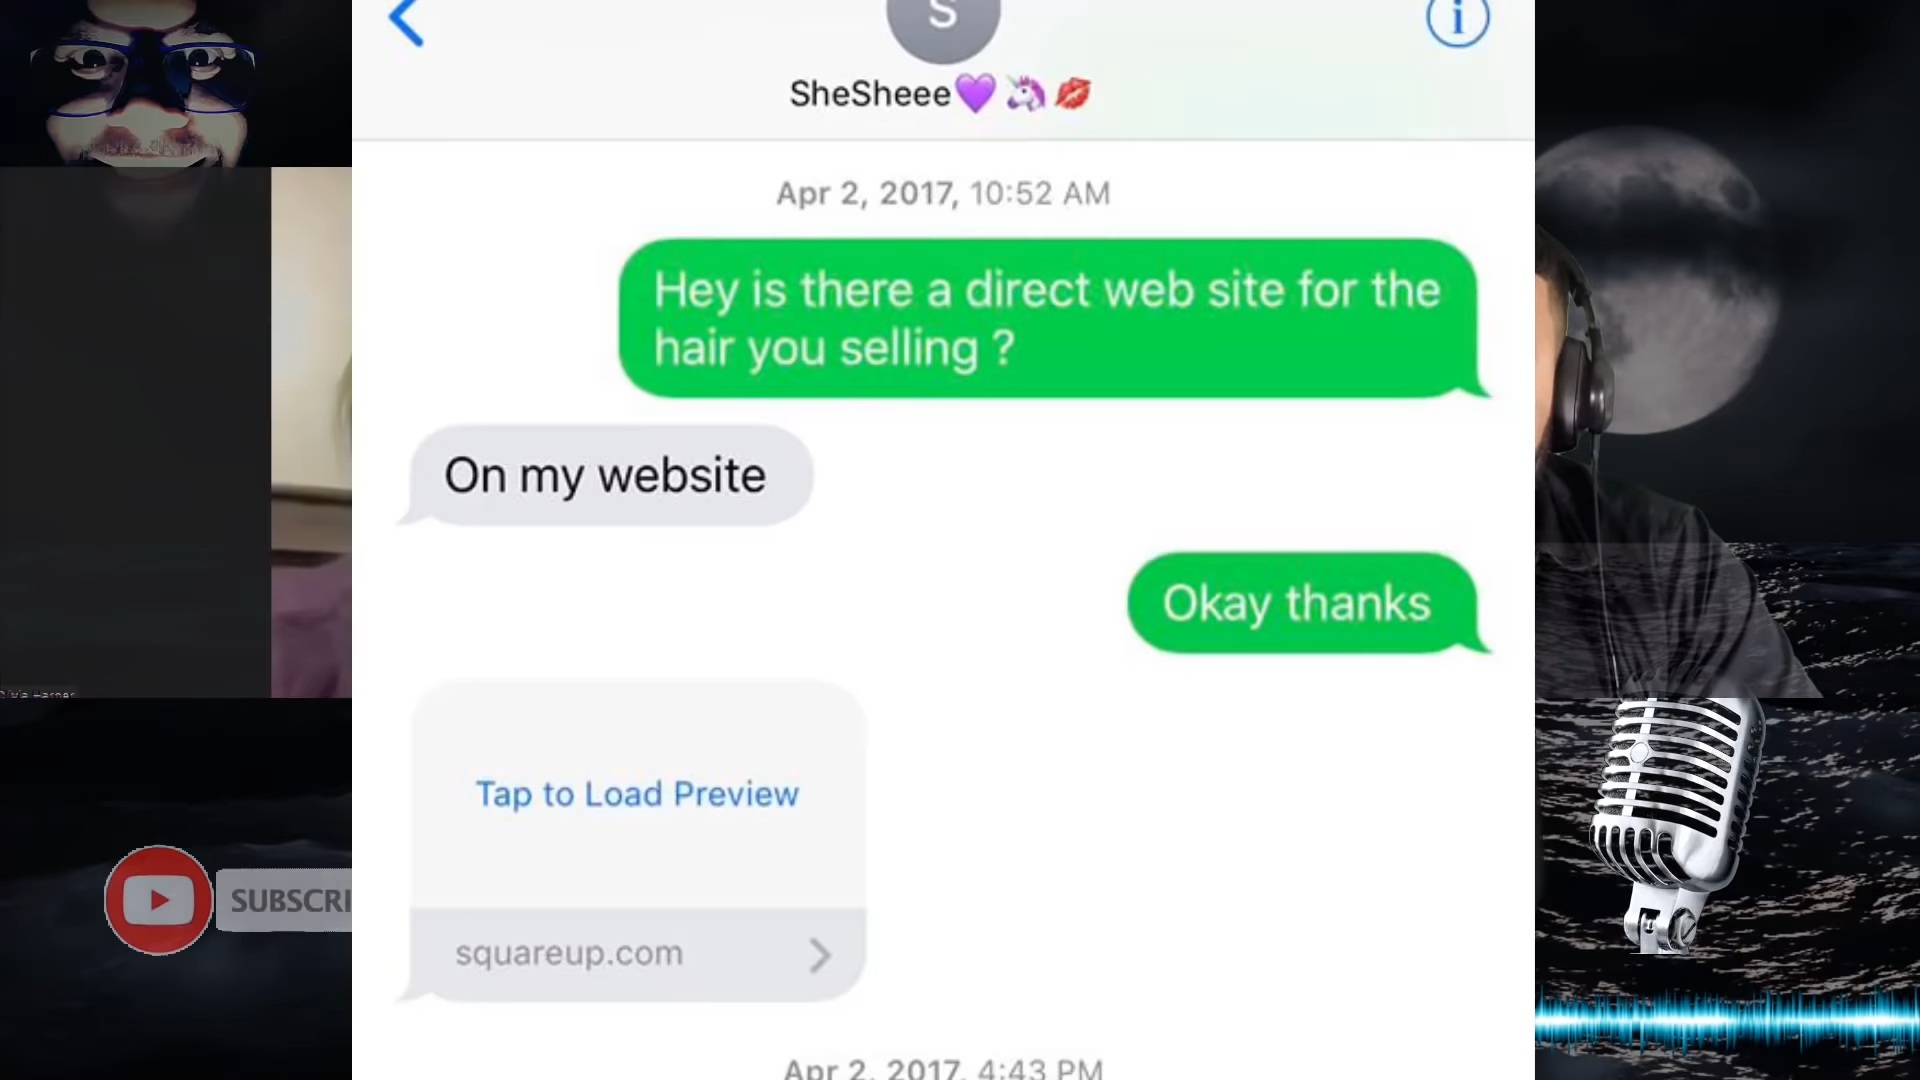 S
SheSheee💜🦄💋
Apr 2, 2017, 10:52 AM
Hey is there a direct web site for the
hair you selling ?
On my website
Okay thanks
Tap to Load Preview
squareup.com
SUBSCRI
Apr 2, 2017, 4:43 PM